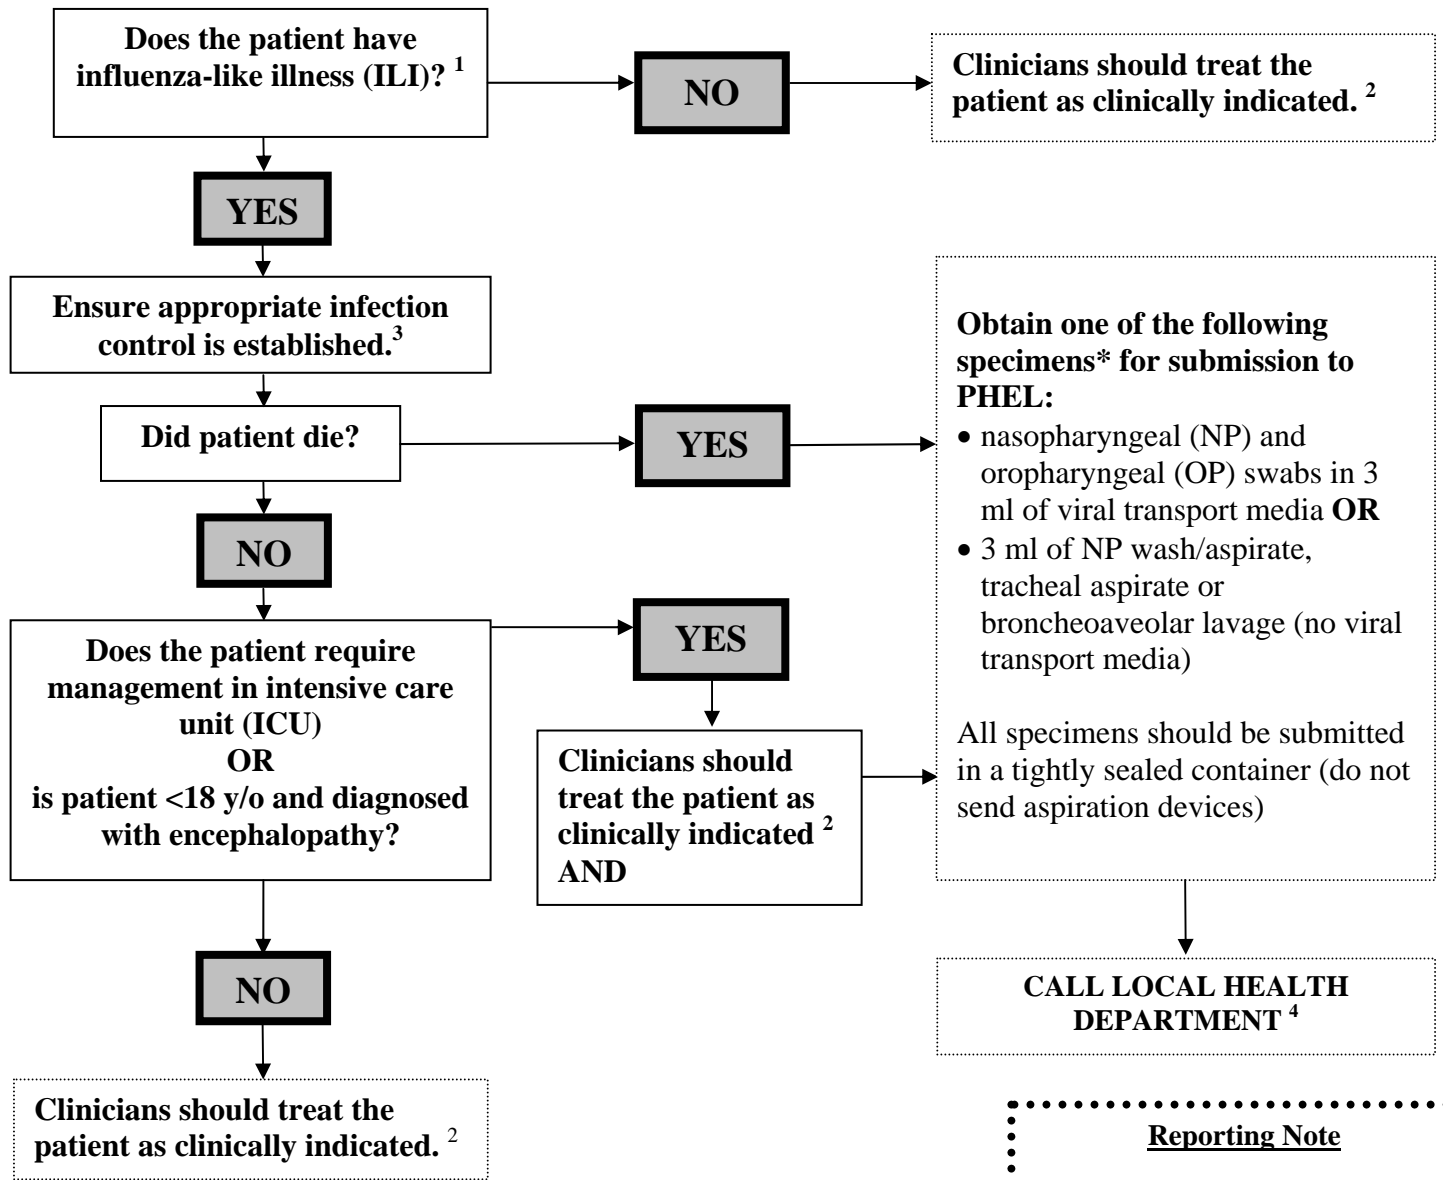 Does the patient have
influenza-like illness (ILI)? 1
NO
Clinicians should treat the
patient as clinically indicated. 2
YES
Ensure appropriate infection
control is established.3
Did patient die?
YES
NO
Does the patient require
management in intensive care
unit (ICU)
OR
is patient <18 y/o and diagnosed
with encephalopathy?
YES
Clinicians should
treat the patient as
clinically indicated 2
AND
Obtain one of the following
specimens* for submission to
PHEL:
• nasopharyngeal (NP) and
oropharyngeal (OP) swabs in 3
ml of viral transport media OR
• 3 ml of NP wash/aspirate,
tracheal aspirate or
broncheoaveolar lavage (no viral
transport media)
All specimens should be submitted
in a tightly sealed container (do not
send aspiration devices)
NO
CALL LOCAL HEALTH
DEPARTMENT 4
Clinicians should treat the
patient as clinically indicated. 2
Reporting Note